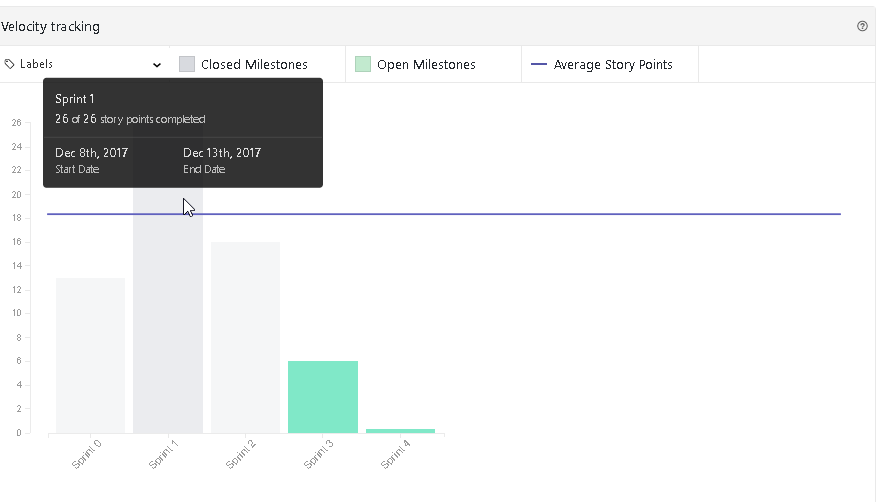 Velocity tracking
Labels
Closed Milestones
Open Milestones
Average Story Points
Sprint 1
26 of 26 story points completed
Dec 8th, 2017 Dec 13th, 2017
Start Date End Date
26
24
22
20
18
16
14
12
10
8
6
4
2
0
Sprint 0
Sprint 1
Sprint 2
Sprint 3
Sprint 4